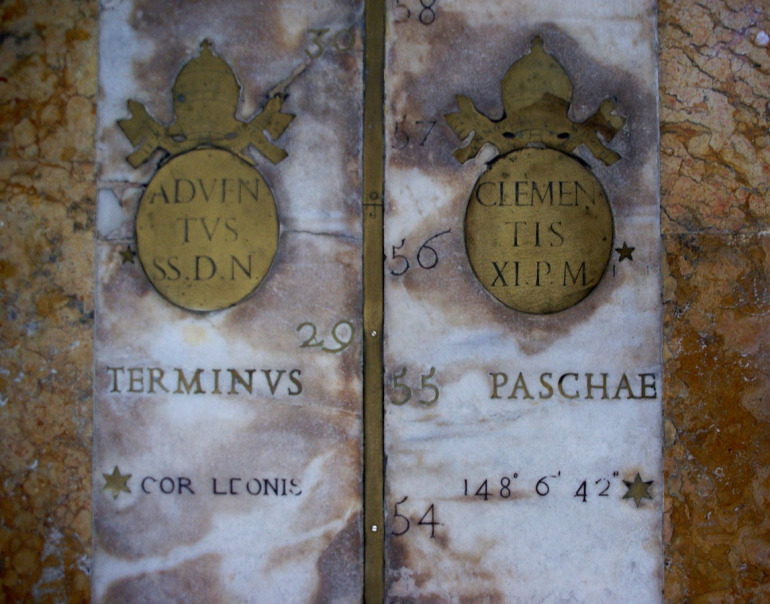 58
30
57
ADVEN
TVS
SS.D.N.
CLEMEN
TIS
XI.P.M.
56
29
TERMINVS
55
PASCHAE
COR LEONIS
148° 6' 42"
54